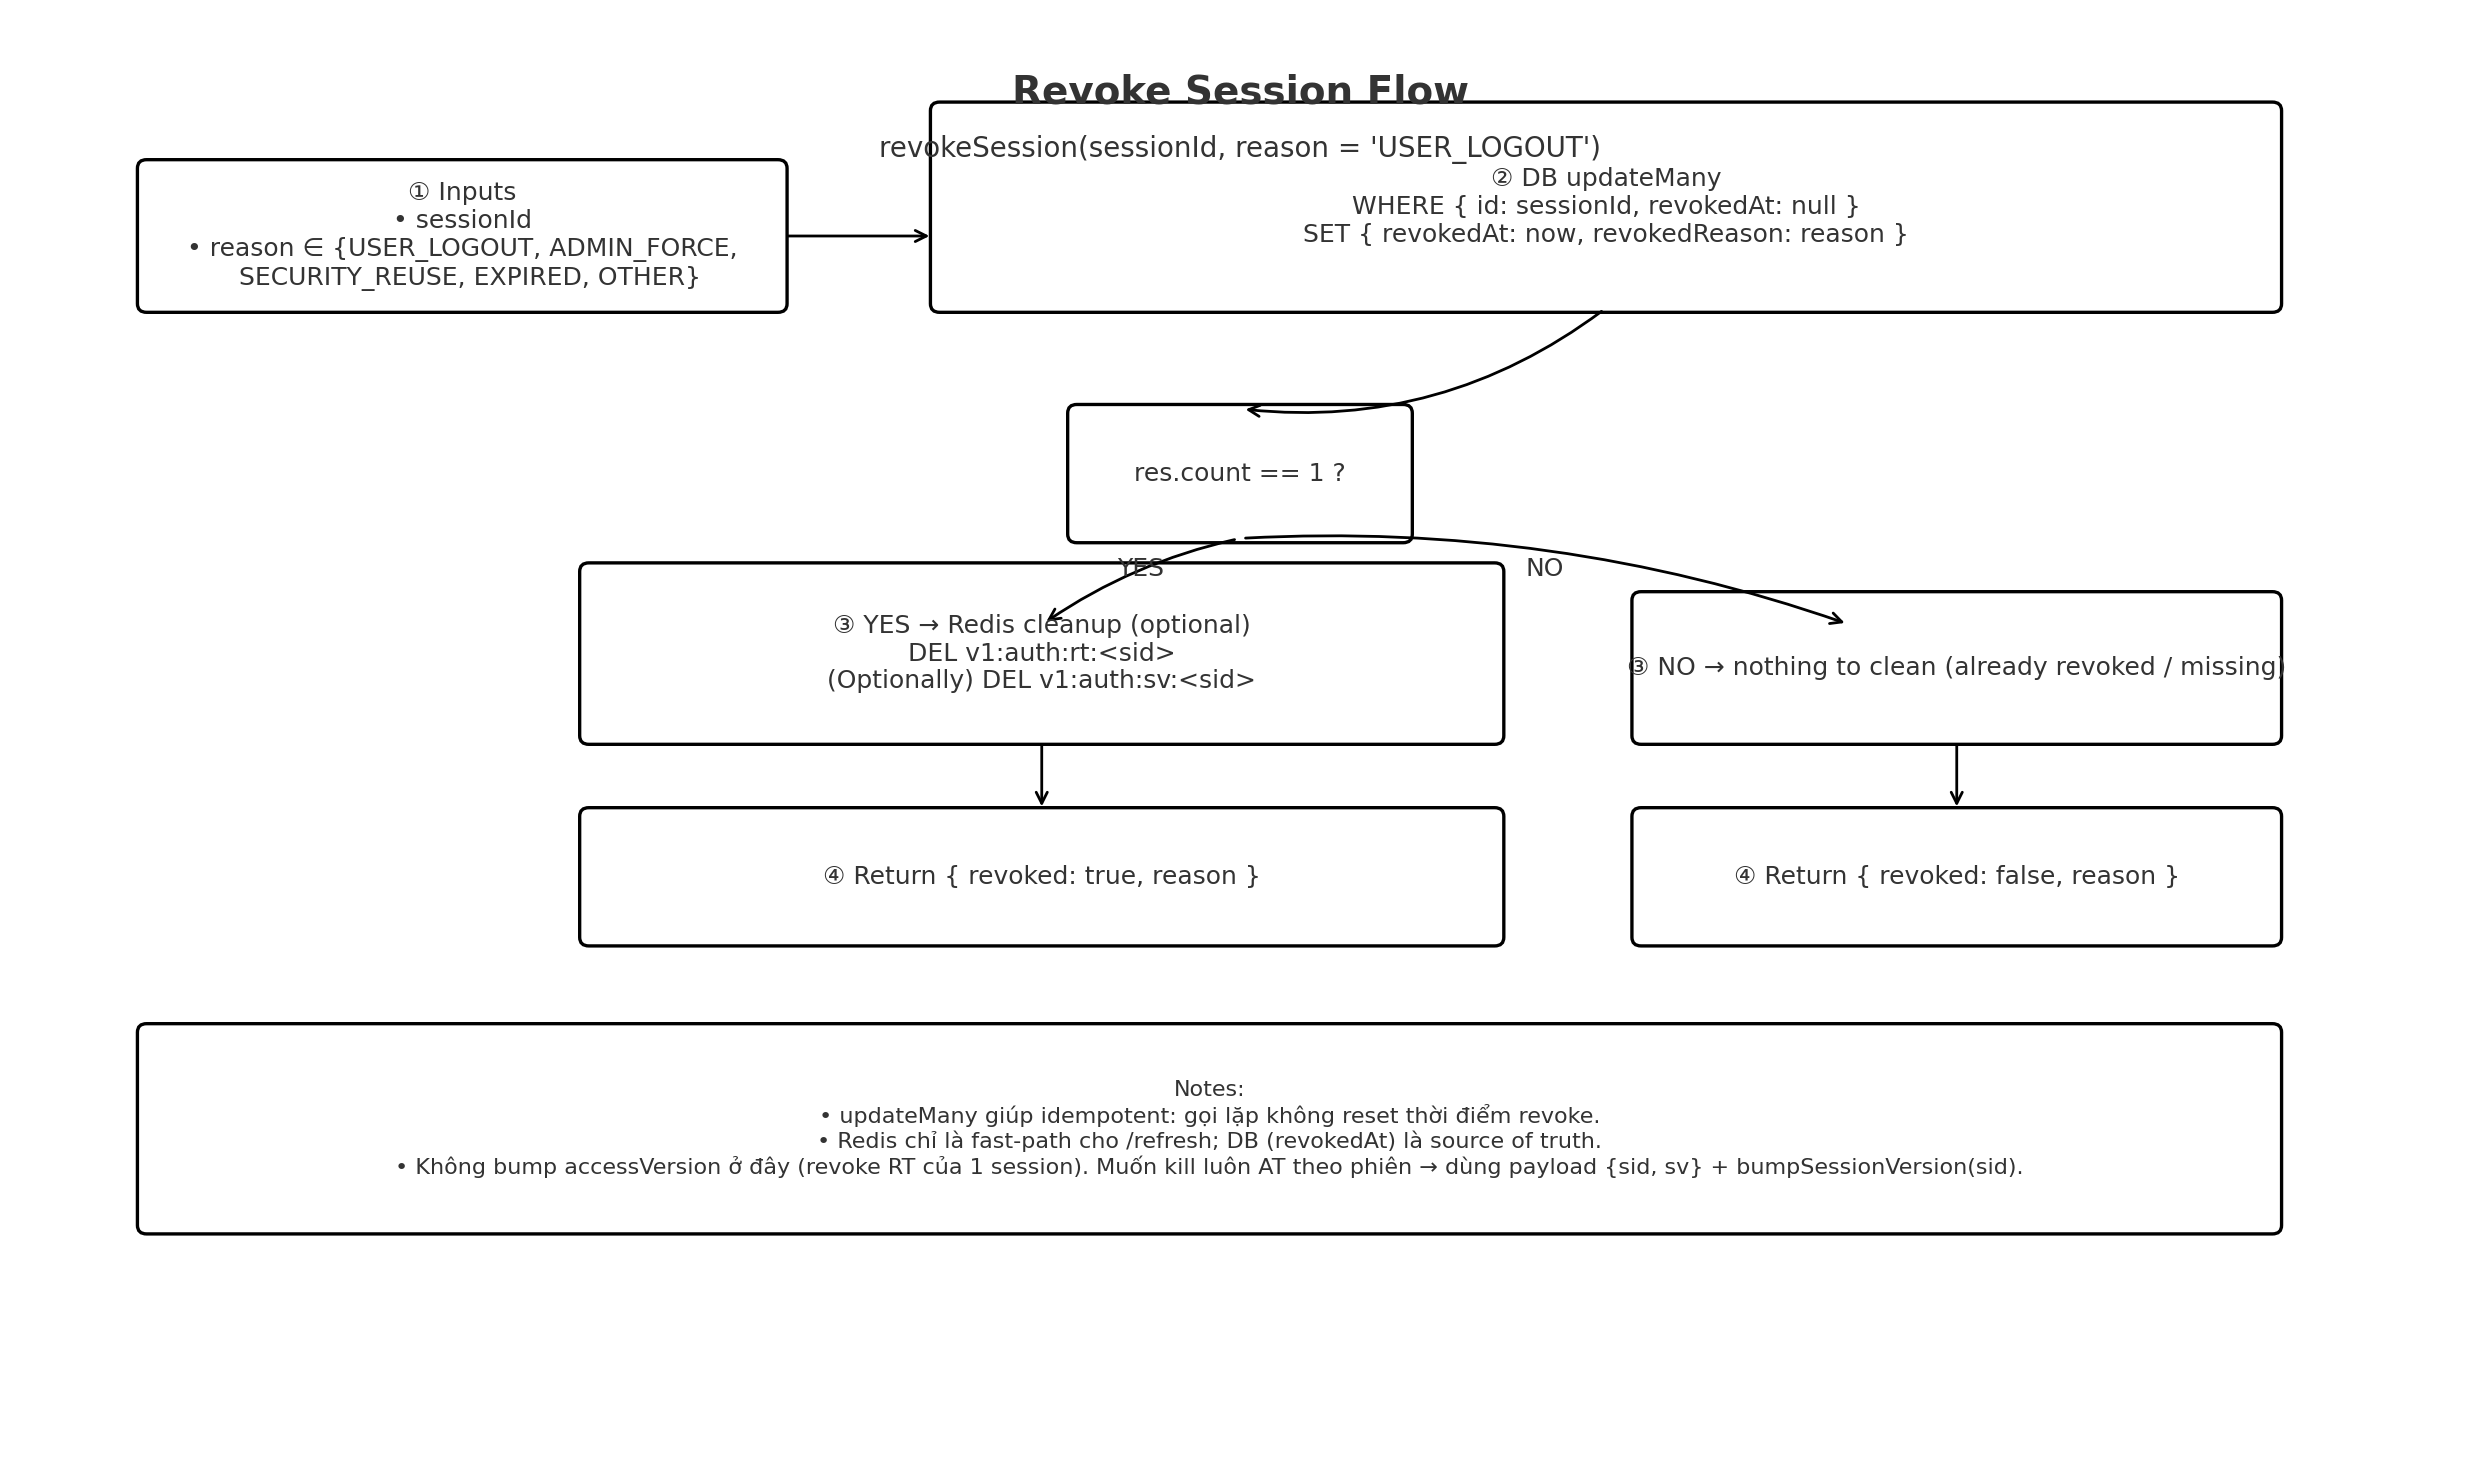 Revoke Session Flow
revokeSession(sessionId, reason = 'USER_LOGOUT')
① Inputs
• sessionId
• reason ∈ {USER_LOGOUT, ADMIN_FORCE,
SECURITY_REUSE, EXPIRED, OTHER}
② DB updateMany
WHERE { id: sessionId, revokedAt: null }
SET { revokedAt: now, revokedReason: reason }
res.count == 1 ?
YES
NO
③ YES → Redis cleanup (optional)
DEL v1:auth:rt:<sid>
(Optionally) DEL v1:auth:sv:<sid>
③ NO → nothing to clean (already revoked / missing)
④ Return { revoked: true, reason }
④ Return { revoked: false, reason }
Notes:
• updateMany giúp idempotent: gọi lặp không reset thời điểm revoke.
• Redis chỉ là fast-path cho /refresh; DB (revokedAt) là source of truth.
• Không bump accessVersion ở đây (revoke RT của 1 session). Muốn kill luôn AT theo phiên → dùng payload {sid, sv} + bumpSessionVersion(sid).